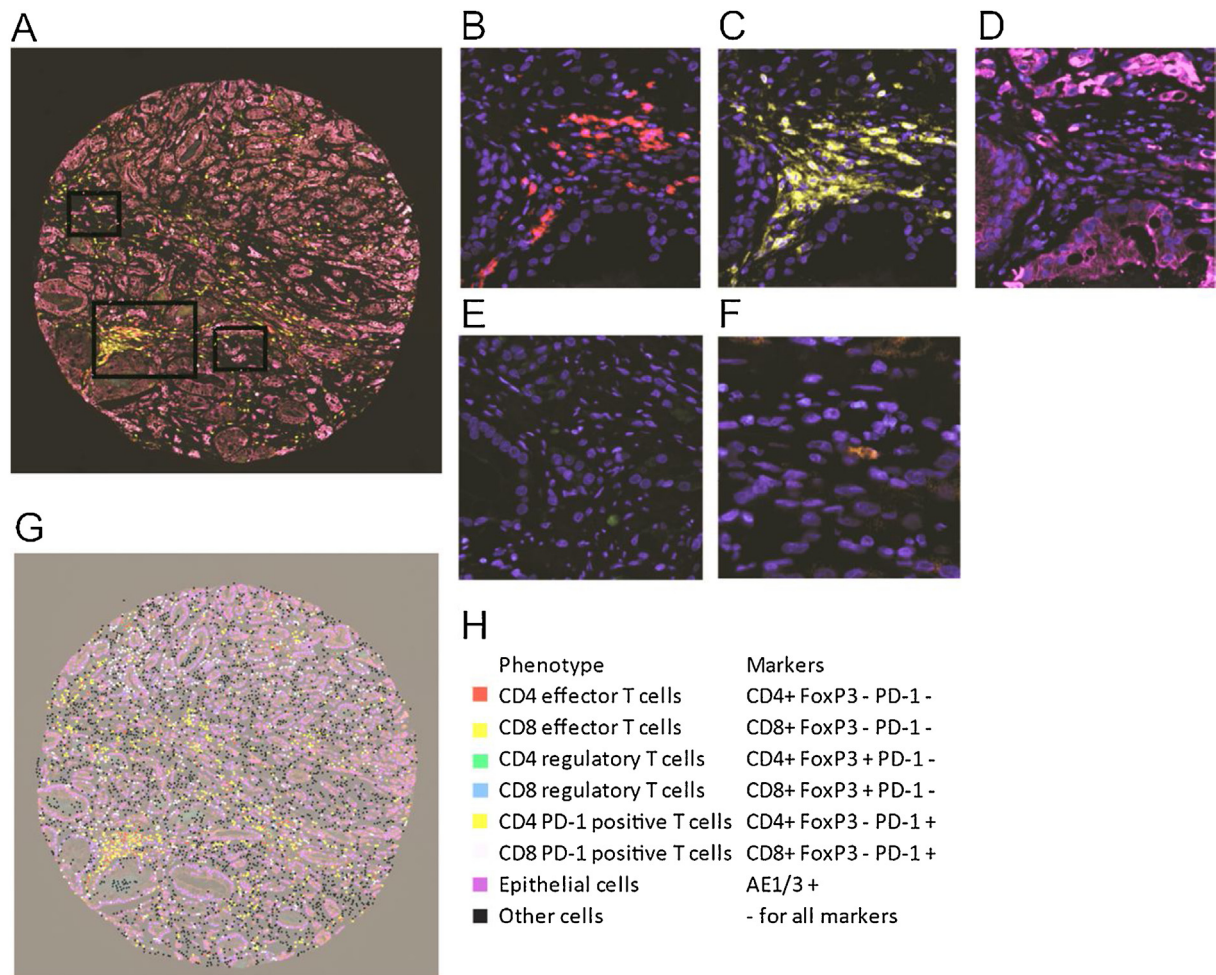 A
B
C
D
E
F
G
H
Phenotype Markers
CD4 effector T cells CD4+ FoxP3 - PD-1 -
CD8 effector T cells CD8+ FoxP3 - PD-1 -
CD4 regulatory T cells CD4+ FoxP3 + PD-1 -
CD8 regulatory T cells CD8+ FoxP3 + PD-1 -
CD4 PD-1 positive T cells CD4+ FoxP3 - PD-1 +
CD8 PD-1 positive T cells CD8+ FoxP3 - PD-1 +
Epithelial cells AE1/3 +
Other cells - for all markers